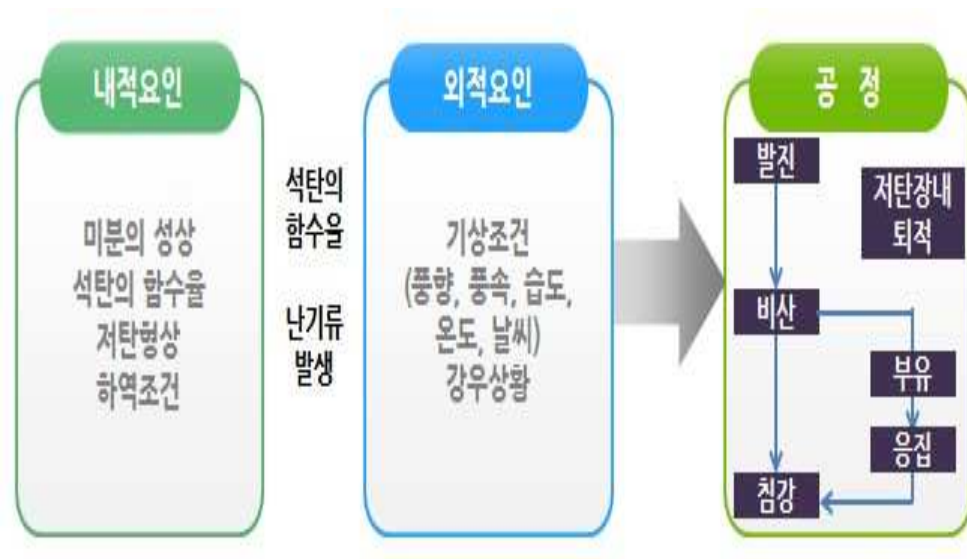 내적요인
미분의 성상
석탄의 함수율
저탄형상
하역조건
석탄의
함수율
난기류
발생
외적요인
기상조건
(풍향, 풍속, 습도,
온도, 날씨)
강우상황
공 정
발진
저탄장내
퇴적
비산
부유
응집
침강